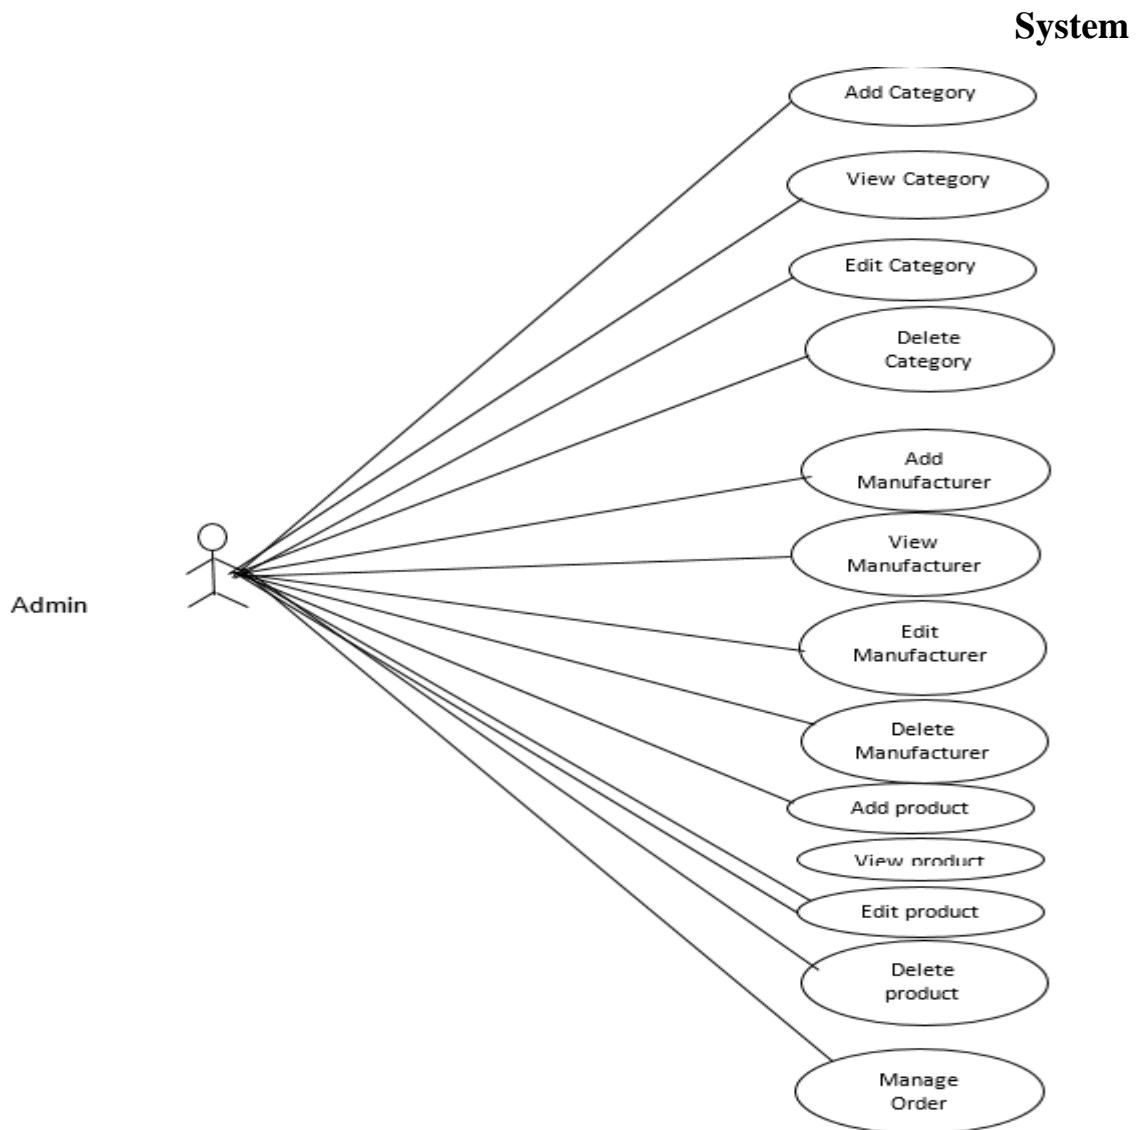 System
Add Category
View Category
Edit Category
Delete
Category
Add
Manufacturer
View
Manufacturer
Edit
Manufacturer
Admin
Delete
Manufacturer
Add product
View product
Edit product
Delete
product
Manage
Order